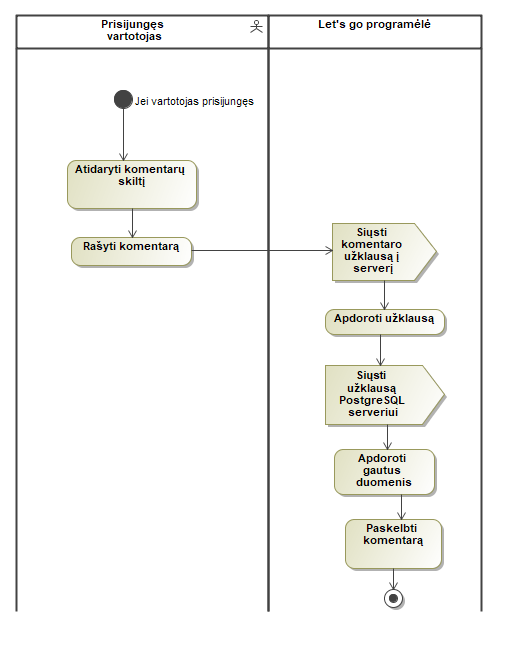 Prisijungęs
vartotojas
Let's go programėlė
Jei vartotojas prisijungęs
Atidaryti komentarų
skiltį
Rašyti komentarą
Siųsti
komentaro
užklausą į
serverį
Apdoroti užklausą
Siųsti
užklausą
PostgreSQL
serveriui
Apdoroti
gautus
duomenis
Paskelbti
komentarą